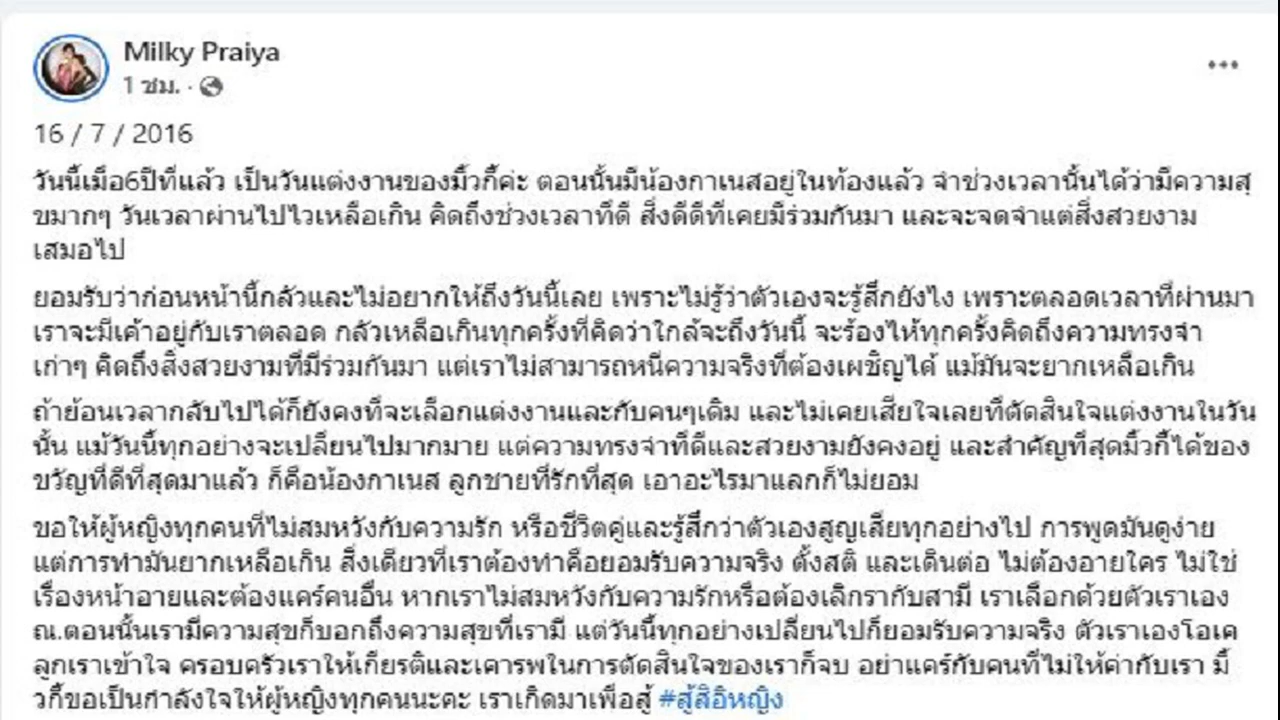 Milky Praiya
1 ชม. ·
16 / 7 / 2016
วันนี้เมื่อ6ปีที่แล้ว เป็นวันแต่งงานของมิ้วกี้ค่ะ ตอนนั้นมีน้องกาเนสอยู่ในท้องแล้ว จำช่วงเวลานั้นได้ว่ามีความสุ
ขมากๆ วันเวลาผ่านไปไวเหลือเกิน คิดถึงช่วงเวลาที่ดี สิ่งดีดีที่เคยมีร่วมกันมา และจะจดจำแต่สิ่งสวยงาม
เสมอไป
ยอมรับว่าก่อนหน้านี้กลัวและไม่อยากให้ถึงวันนี้เลย เพราะไม่รู้ว่าตัวเองจะรู้สึกยังไง เพราะตลอดเวลาที่ผ่านมา
เราจะมีเค้าอยู่กับเราตลอด กลัวเหลือเกินทุกครั้งที่คิดว่าใกล้จะถึงวันนี้ จะร้องไห้ทุกครั้งคิดถึงความทรงจำ
เก่าๆ คิดถึงสิ่งสวยงามที่มีร่วมกันมา แต่เราไม่สามารถหนีความจริงที่ต้องเผชิญได้ แม้มันจะยากเหลือเกิน
ถ้าย้อนเวลากลับไปได้ก็ยังคงที่จะเลือกแต่งงานและกับคนๆเดิม และไม่เคยเสียใจเลยที่ตัดสินใจแต่งงานในวัน
นั้น แม้วันนี้ทุกอย่างจะเปลี่ยนไปมากมาย แต่ความทรงจำที่ดีและสวยงามยังคงอยู่ และสำคัญที่สุดมิ้วกี้ได้ของ
ขวัญที่ดีที่สุดมาแล้ว ก็คือน้องกาเนส ลูกชายที่รักที่สุด เอาอะไรมาแลกก็ไม่ยอม
ขอให้ผู้หญิงทุกคนที่ไม่สมหวังกับความรัก หรือชีวิตคู่และรู้สึกว่าตัวเองสูญเสียทุกอย่างไป การพูดมันดูง่าย
แต่การทำมันยากเหลือเกิน สิ่งเดียวที่เราต้องทำคือยอมรับความจริง ตั้งสติ และเดินต่อ ไม่ต้องอายใคร ไม่ใช่
เรื่องหน้าอายและต้องแคร์คนอื่น หากเราไม่สมหวังกับความรักหรือต้องเลิกรากับสามี เราเลือกด้วยตัวเราเอง
ณ.ตอนนั้นเรามีความสุขก็บอกถึงความสุขที่เรามี แต่วันนี้ทุกอย่างเปลี่ยนไปก็ยอมรับความจริง ตัวเราเองโอเค
ลูกเราเข้าใจ ครอบครัวเราให้เกียรติและเคารพในการตัดสินใจของเราก็จบ อย่าแคร์กับคนที่ไม่ให้ค่ากับเรา มิ้
วกี้ขอเป็นกำลังใจให้ผู้หญิงทุกคนนะคะ เราเกิดมาเพื่อสู้ #สู้สิอิหญิง